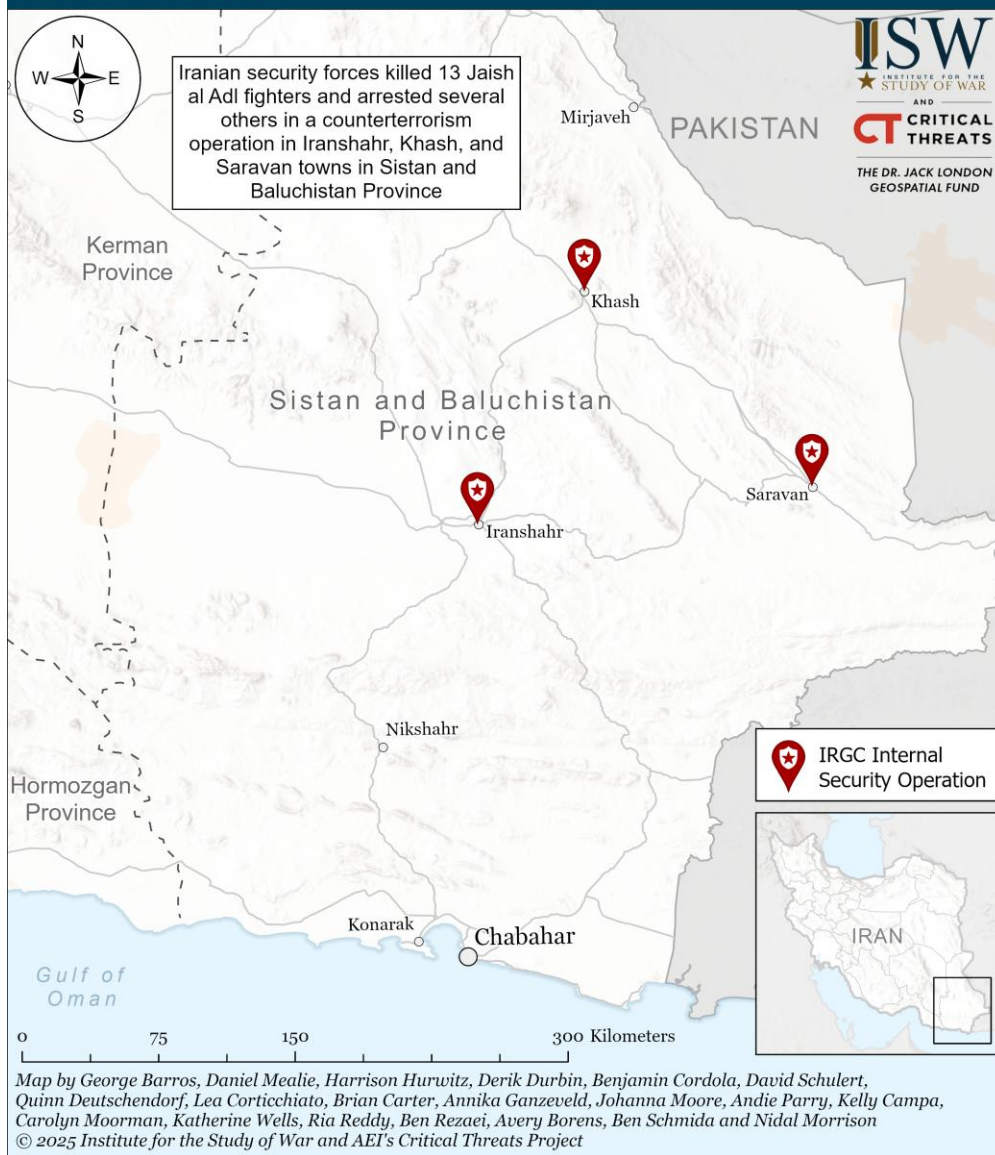 N
W E
S
Iranian security forces killed 13 Jaish
al Adl fighters and arrested several
others in a counterterrorism
operation in Iranshahr, Khash, and
Saravan towns in Sistan and
Baluchistan Province
ISW
INSTITUTE FOR THE
STUDY OF WAR
AND
CT CRITICAL
THREATS
THE DR. JACK LONDON
GEOSPATIAL FUND
Mirjaveh
PAKISTAN
Kerman
Province
Khash
Sistan and Baluchistan
Province
Saravan
Iranshahr
Nikshahr
IRGC Internal
Security Operation
Hormozgan
Province
Konarak
Chabahar
IRAN
Gulf of
Oman
0 75 150 300 Kilometers
Map by George Barros, Daniel Mealie, Harrison Hurwitz, Derik Durbin, Benjamin Cordola, David Schulert,
Quinn Deutschendorf, Lea Corticchiato, Brian Carter, Annika Ganzeveld, Johanna Moore, Andie Parry, Kelly Campa,
Carolyn Moorman, Katherine Wells, Ria Reddy, Ben Rezaei, Avery Borens, Ben Schmida and Nidal Morrison
© 2025 Institute for the Study of War and AEI's Critical Threats Project